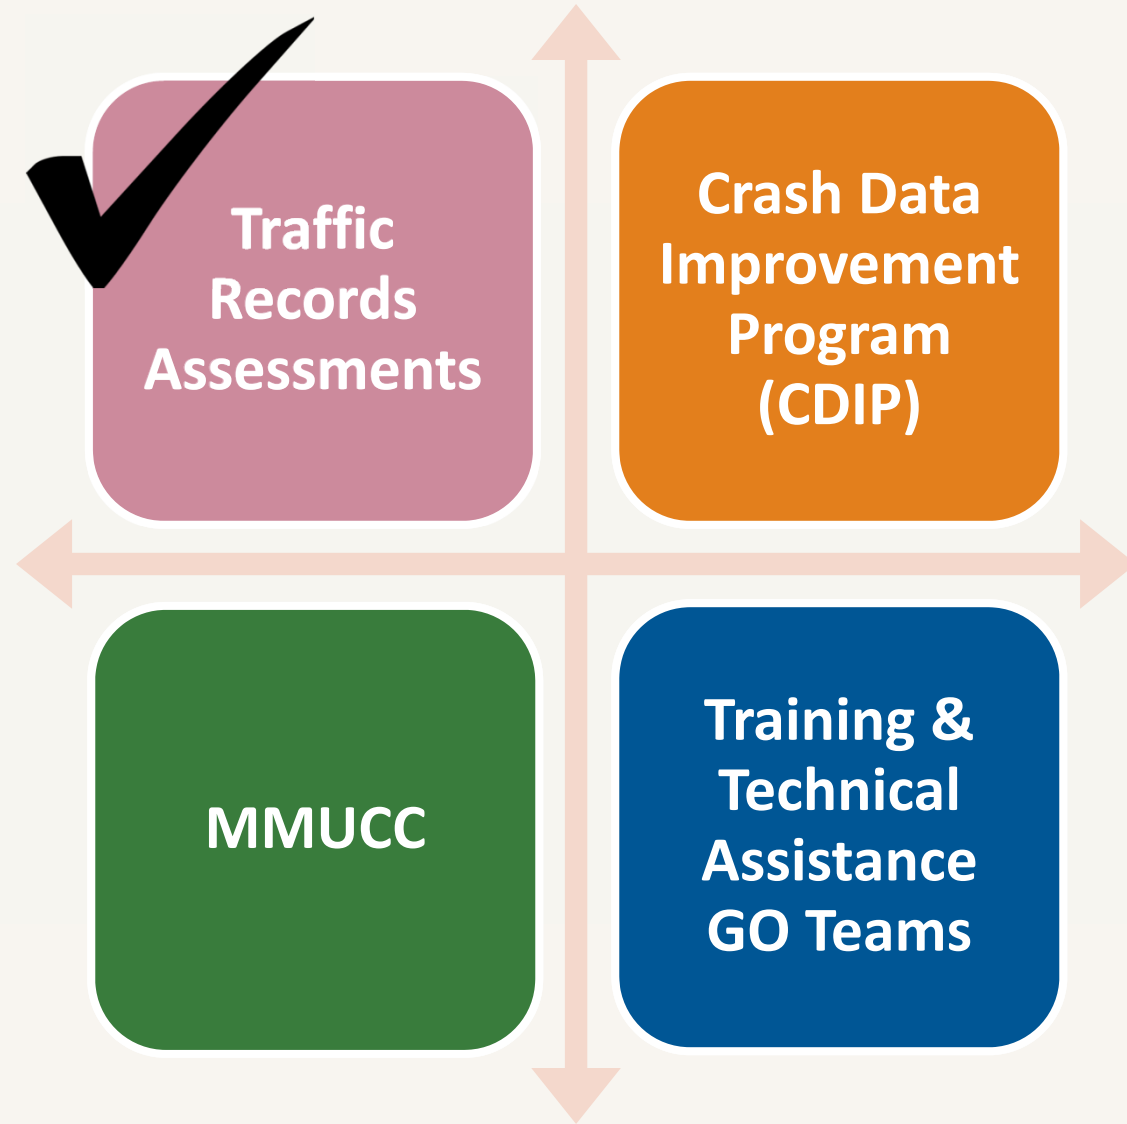 Traffic
Records
Assessments
Crash Data
Improvement
Program
(CDIP)
MMUCC
Training &
Technical
Assistance
GO Teams